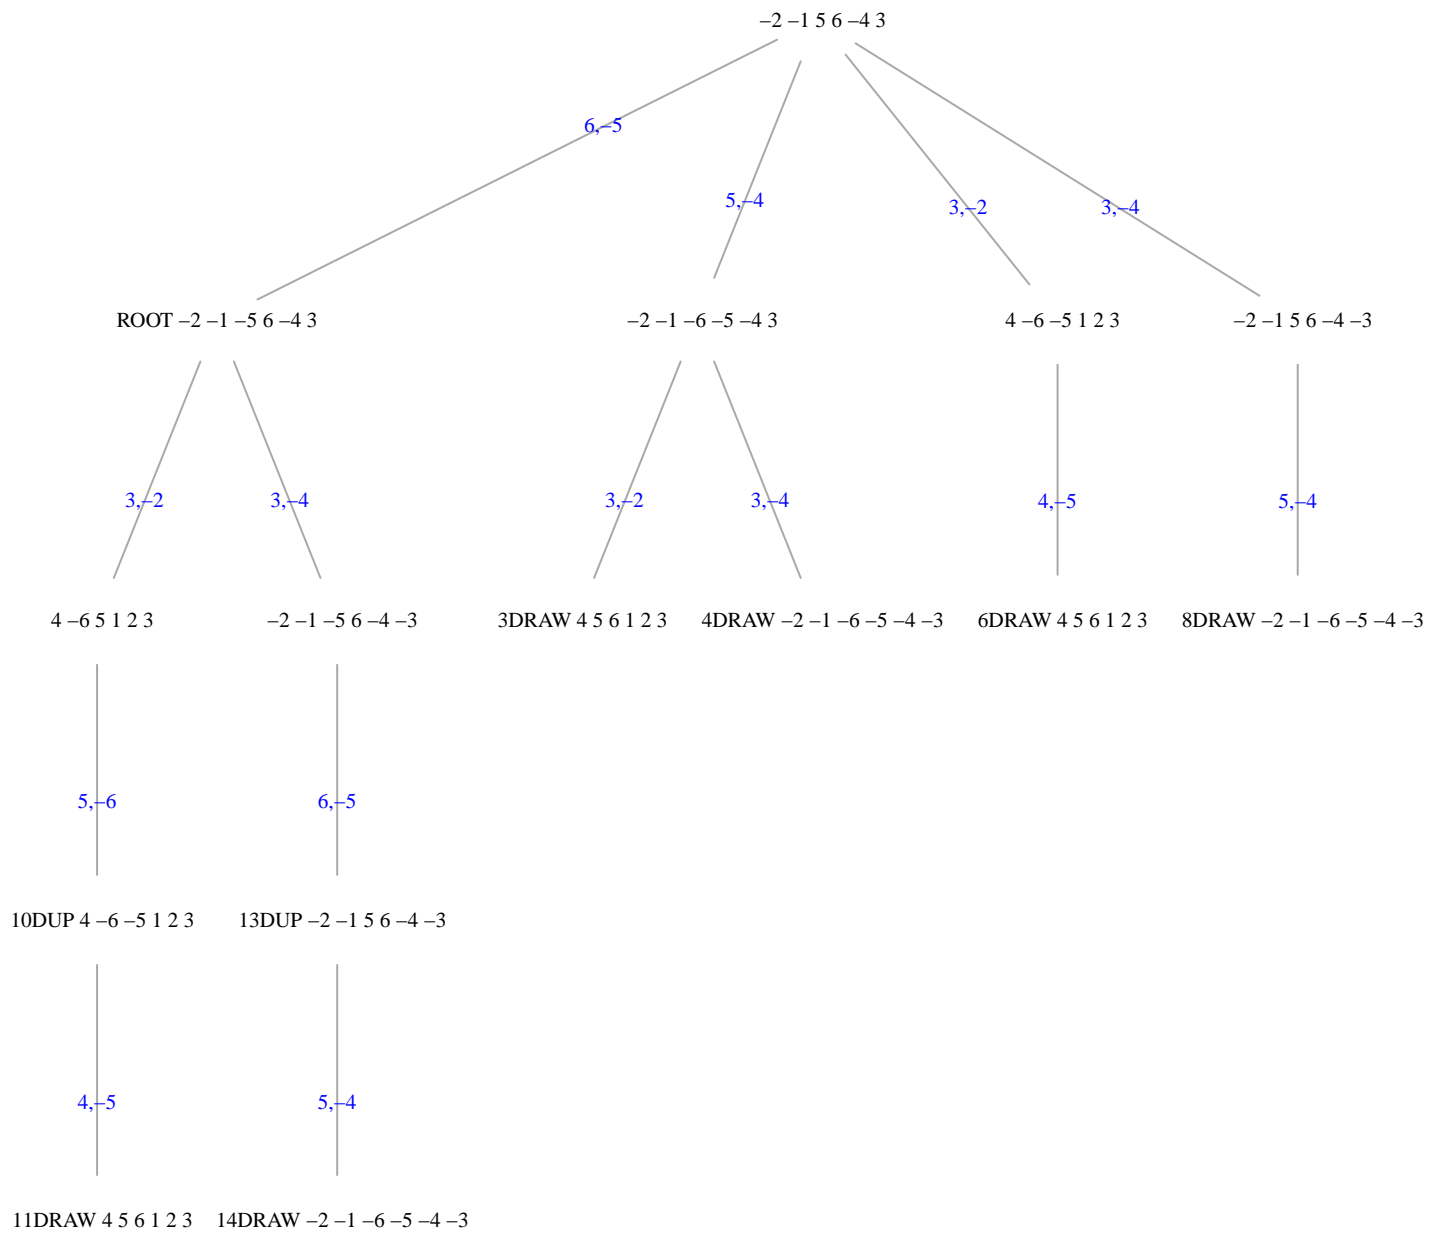 –2 –1 5 6 –4 3
6,–5
5,–4
3,–2
3,–4
ROOT –2 –1 –5 6 –4 3
–2 –1 –6 –5 –4 3
4 –6 –5 1 2 3
–2 –1 5 6 –4 –3
3,–2
3,–4
3,–2
3,–4
4,–5
5,–4
4 –6 5 1 2 3
–2 –1 –5 6 –4 –3
3DRAW 4 5 6 1 2 3
4DRAW –2 –1 –6 –5 –4 –3
6DRAW 4 5 6 1 2 3
8DRAW –2 –1 –6 –5 –4 –3
5,–6
6,–5
10DUP 4 –6 –5 1 2 3
13DUP –2 –1 5 6 –4 –3
4,–5
5,–4
11DRAW 4 5 6 1 2 3
14DRAW –2 –1 –6 –5 –4 –3